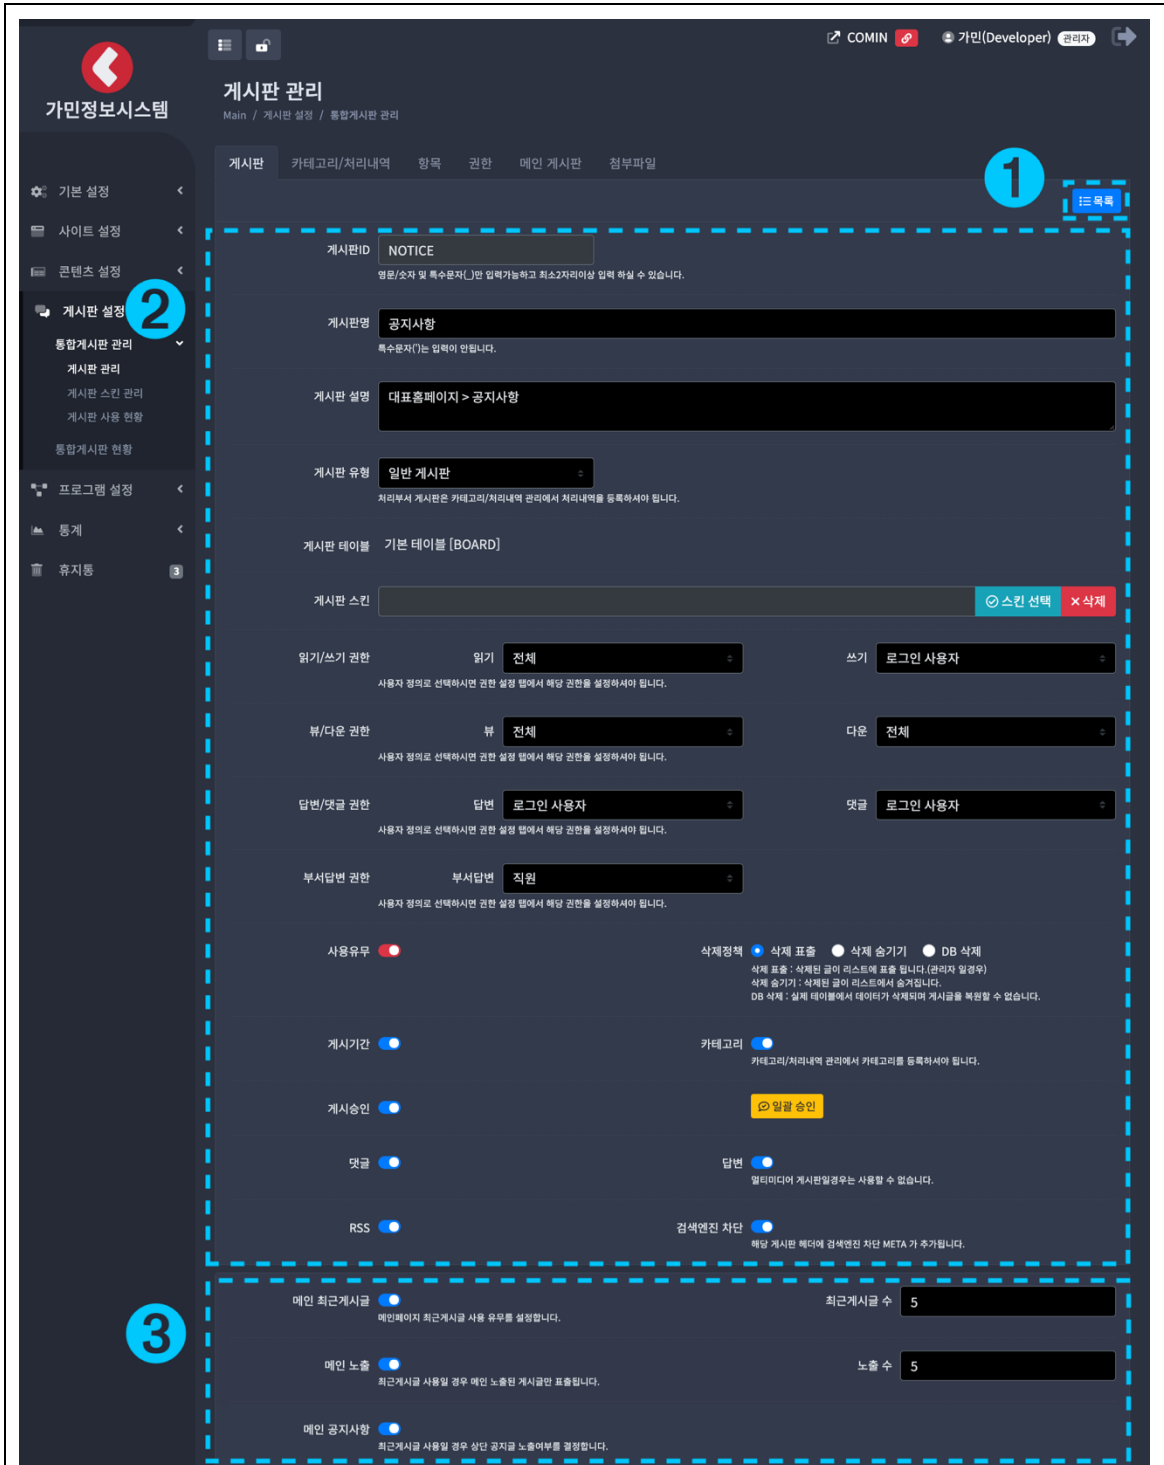 가민정보시스템
COMIN
가민(Developer) 관리자
게시판 관리
Main / 게시판 설정 / 통합게시판 관리
게시판 카테고리/처리내역 항목 권한 메인 게시판 첨부파일
1
목록
기본 설정
사이트 설정
콘텐츠 설정
게시판 설정
2
통합게시판 관리
게시판 관리
게시판 스킨 관리
게시판 사용 현황
통합게시판 현황
프로그램 설정
통계
휴지통 3
게시판ID NOTICE
영문/숫자 및 특수문자(_)만 입력가능하고 최소2자리이상 입력 하실 수 있습니다.
게시판명 공지사항
특수문자(')는 입력이 안됩니다.
게시판 설명 대표홈페이지 > 공지사항
게시판 유형 일반 게시판
처리부서 게시판은 카테고리/처리내역 관리에서 처리내역을 등록하셔야 됩니다.
게시판 테이블 기본 테이블 [BOARD]
게시판 스킨 스킨 선택 ×삭제
읽기/쓰기 권한 읽기 전체 쓰기 로그인 사용자
사용자 정의로 선택하시면 권한 설정 탭에서 해당 권한을 설정하셔야 됩니다.
뷰/다운 권한 뷰 전체 다운 전체
사용자 정의로 선택하시면 권한 설정 탭에서 해당 권한을 설정하셔야 됩니다.
답변/댓글 권한 답변 로그인 사용자 댓글 로그인 사용자
사용자 정의로 선택하시면 권한 설정 탭에서 해당 권한을 설정하셔야 됩니다.
부서답변 권한 부서답변 직원
사용자 정의로 선택하시면 권한 설정 탭에서 해당 권한을 설정하셔야 됩니다.
사용유무 삭제정책 삭제 표출 삭제 숨기기 DB 삭제
삭제 표출 : 삭제된 글이 리스트에 표출 됩니다.(관리자 일경우)
삭제 숨기기 : 삭제된 글이 리스트에서 숨겨집니다.
DB 삭제 : 실제 테이블에서 데이터가 삭제되며 게시글을 복원할 수 없습니다.
게시기간 카테고리
카테고리/처리내역 관리에서 카테고리를 등록하셔야 됩니다.
게시승인 일괄 승인
댓글 답변
멀티미디어 게시판일경우는 사용할 수 없습니다.
RSS 검색엔진 차단
해당 게시판 헤더에 검색엔진 차단 META 가 추가됩니다.
3
메인 최근게시글 최근게시글 수 5
메인페이지 최근게시글 사용 유무를 설정합니다.
메인 노출 노출 수 5
최근게시글 사용일 경우 메인 노출된 게시글만 표출됩니다.
메인 공지사항
최근게시글 사용일 경우 상단 공지글 노출여부를 결정합니다.